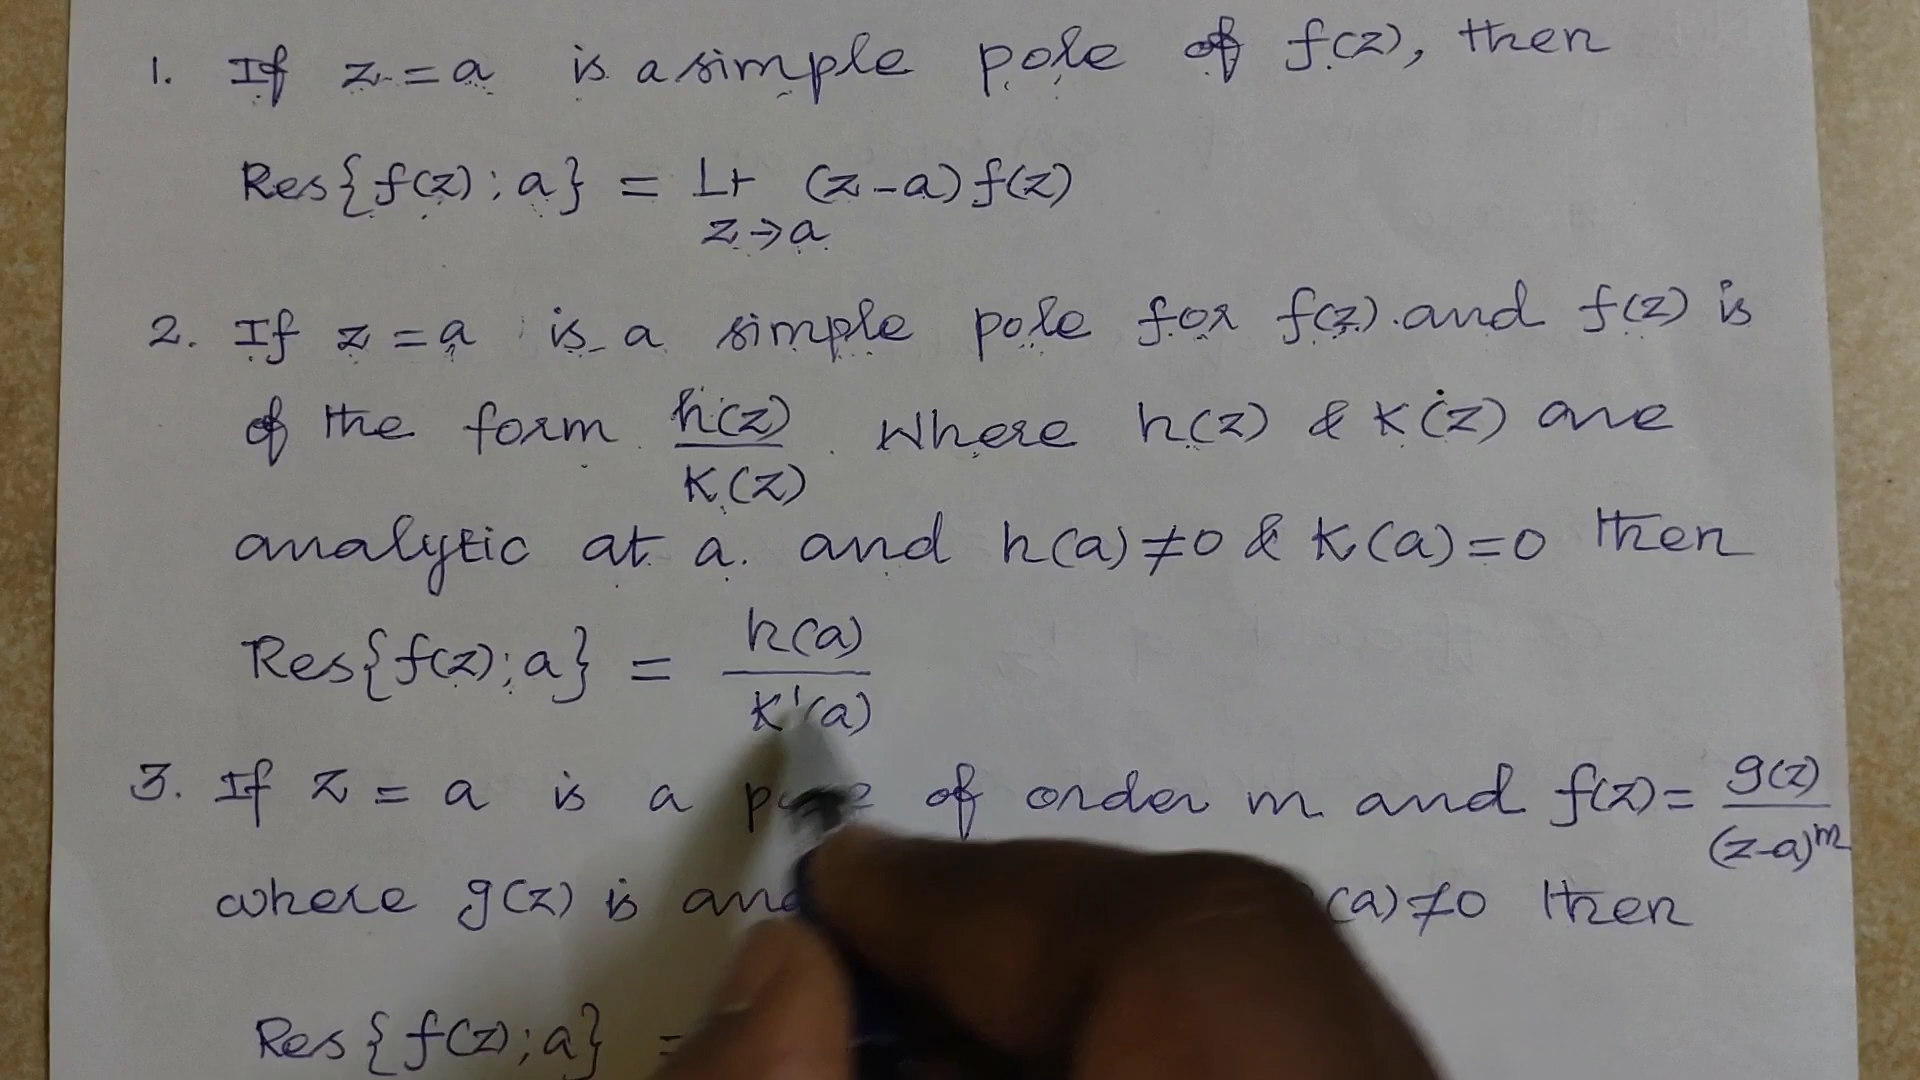 1. If z = a is a simple pole of f(z), then
Res{f(z); a} = Lt (z-a) f(z)
z→a
2. If z = a is a simple pole for f(z) and f(z) is
of the form h(z)/K(z) Where h(z) & K(z) are
analytic at a. and h(a)≠0 & K(a)=0 then
Res{f(z); a} = h(a)/K'(a)
3. If z = a is a of order m and f(z) = g(z)/(z-a)^m
where g(z) is (a)≠0 then
Res{f(z); a} =